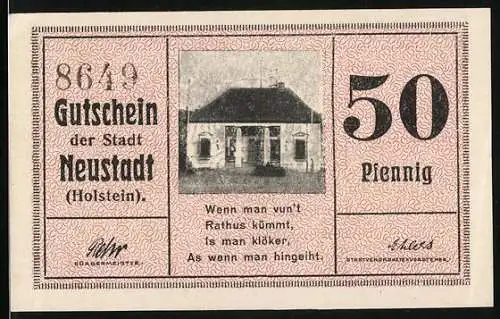 8649
Gutschein
der Stadt
Neustadt
(Holstein).
BÜRGERMEISTER.
Wenn man vun't
Rathus kümmt,
Is man klöker,
As wenn man hingeiht.
50
Pfennig
STADTVERORDNETENVORSTEHER.